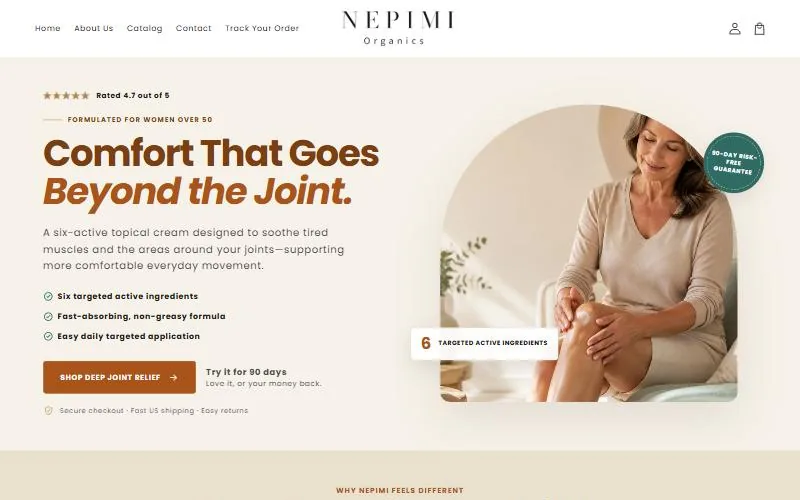 Home About Us Catalog Contact Track Your Order
NEPIMI
Organics
Rated 4.7 out of 5
FORMULATED FOR WOMEN OVER 50
Comfort That Goes
Beyond the Joint.
A six-active topical cream designed to soothe tired
muscles and the areas around your joints—supporting
more comfortable everyday movement.
Six targeted active ingredients
Fast-absorbing, non-greasy formula
Easy daily targeted application
SHOP DEEP JOINT RELIEF →
Try it for 90 days
Love it, or your money back.
Secure checkout · Fast US shipping · Easy returns
90-DAY RISK-
FREE
GUARANTEE
6 TARGETED ACTIVE INGREDIENTS
WHY NEPIMI FEELS DIFFERENT